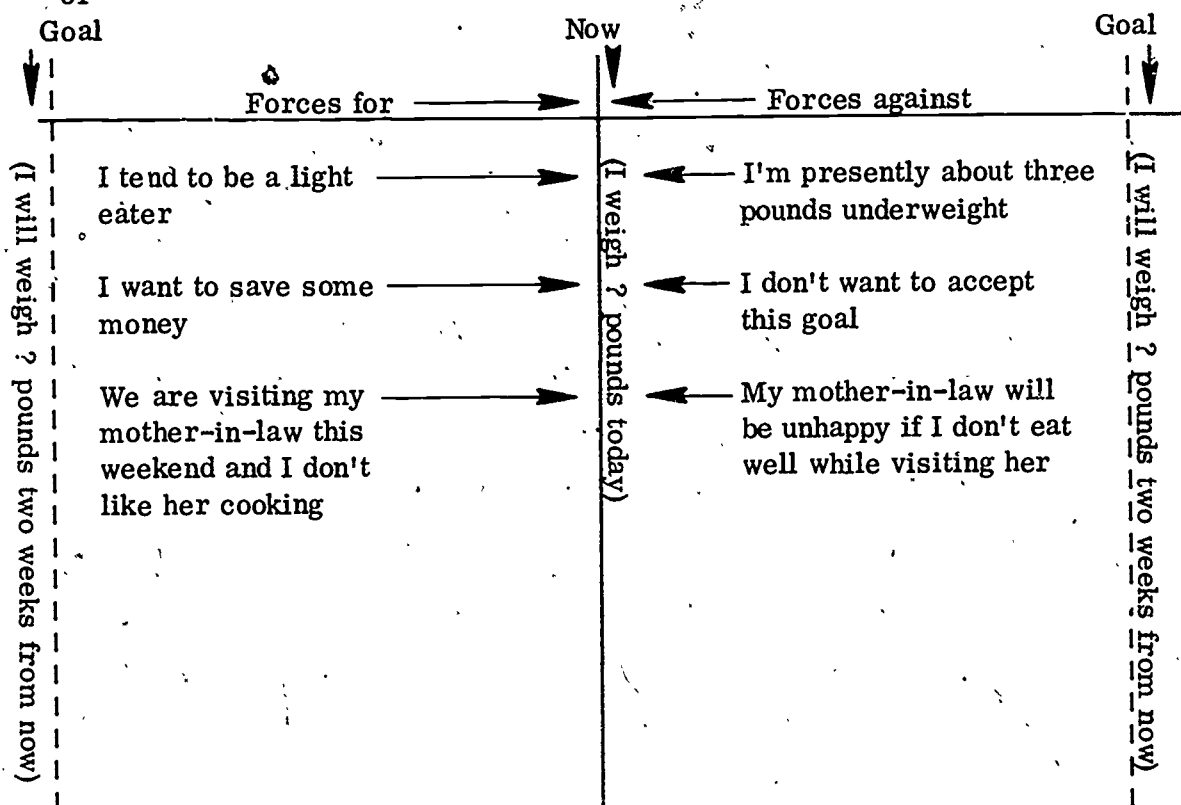 Goal
Now
Goal
Forces for
Forces against
(I will weigh ? pounds two weeks from now)
I tend to be a light
eater
I want to save some
money
We are visiting my
mother-in-law this
weekend and I don't
like her cooking
(I weigh ? pounds today)
I'm presently about three
pounds underweight
I don't want to accept
this goal
My mother-in-law will
be unhappy if I don't eat
well while visiting her
(I will weigh ? pounds two weeks from now)